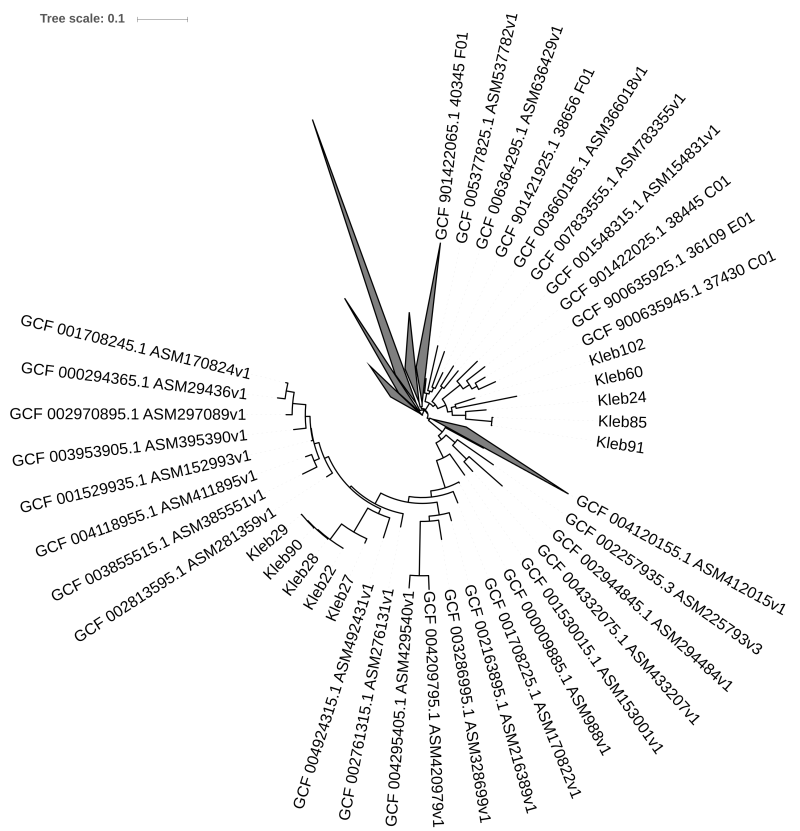 Tree scale: 0.1
GCF 901422065.1 40345 F01
GCF 005377825.1 ASM537782v1
GCF 006364295.1 ASM636429v1
GCF 901421925.1 38656 F01
GCF 003660185.1 ASM366018v1
GCF 007833555.1 ASM783355v1
GCF 001548315.1 ASM154831v1
GCF 901422025.1 38445 C01
GCF 900635925.1 36109 E01
GCF 900635945.1 37430 C01
Kleb102
Kleb60
Kleb24
Kleb85
Kleb91
GCF 004120155.1 ASM412015v1
GCF 002257935.3 ASM225793v3
GCF 002944845.1 ASM294484v1
GCF 004332075.1 ASM433207v1
GCF 001530015.1 ASM153001v1
GCF 000009885.1 ASM988v1
GCF 001708225.1 ASM170822v1
GCF 002163895.1 ASM216389v1
GCF 003286995.1 ASM328699v1
GCF 004209795.1 ASM420979v1
GCF 004295405.1 ASM429540v1
GCF 002761315.1 ASM276131v1
GCF 004924315.1 ASM492431v1
Kleb27
Kleb22
Kleb28
Kleb90
Kleb29
GCF 002813595.1 ASM281359v1
GCF 003855515.1 ASM385551v1
GCF 004118955.1 ASM411895v1
GCF 001529935.1 ASM152993v1
GCF 003953905.1 ASM395390v1
GCF 002970895.1 ASM297089v1
GCF 000294365.1 ASM29436v1
GCF 001708245.1 ASM170824v1